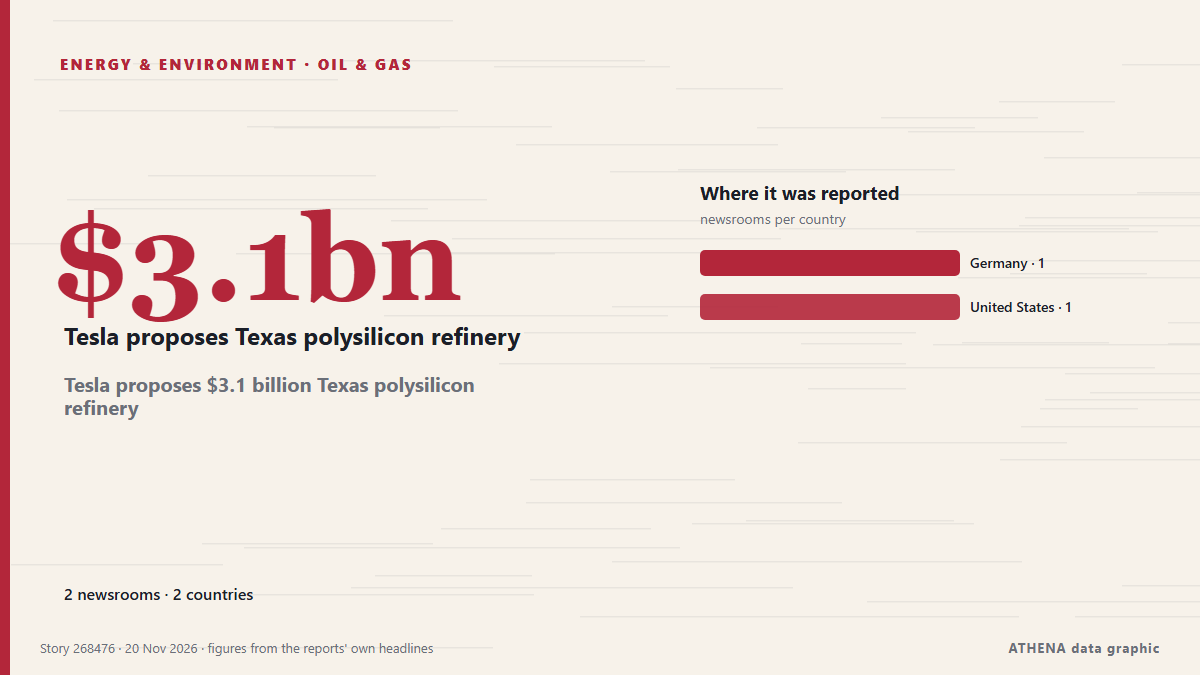 ENERGY & ENVIRONMENT · OIL & GAS
$3.1bn
Tesla proposes Texas polysilicon refinery
Tesla proposes $3.1 billion Texas polysilicon
refinery
Where it was reported
newsrooms per country
Germany · 1
United States · 1
2 newsrooms · 2 countries
Story 268476 · 20 Nov 2026 · figures from the reports' own headlines
ATHENA data graphic